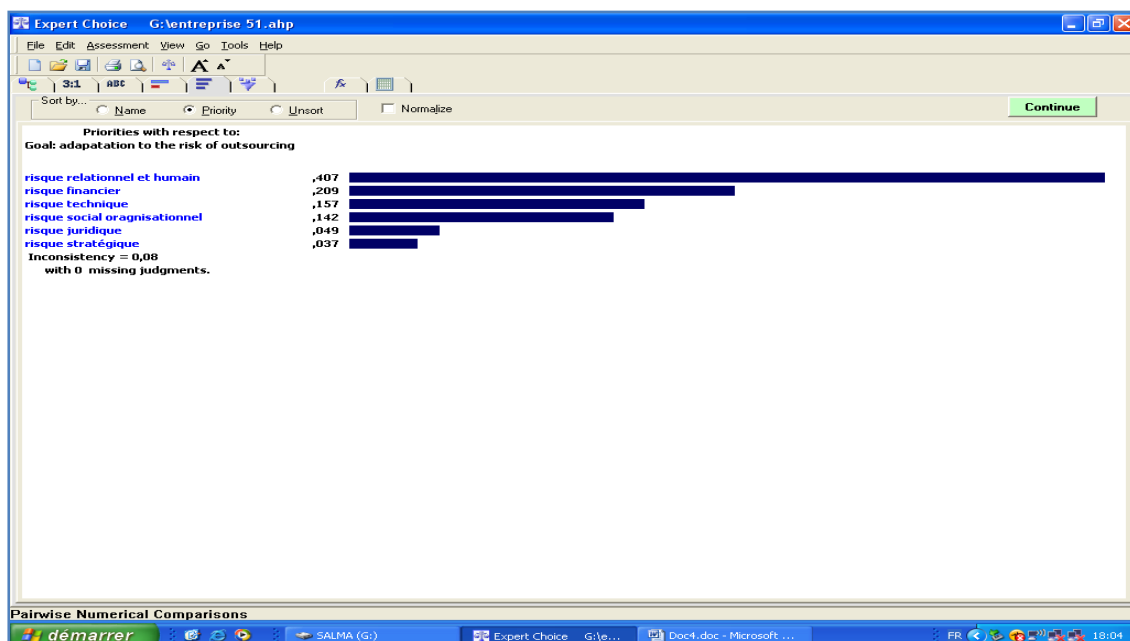 Expert Choice G:\entreprise 51.ahp
File Edit Assessment View Go Tools Help
3:1 ABC fx
Sort by... Name Priority Unsort Normalize Continue
Priorities with respect to:
Goal: adapatation to the risk of outsourcing
risque relationnel et humain ,407
risque financier ,209
risque technique ,157
risque social oragnisationnel ,142
risque juridique ,049
risque stratégique ,037
Inconsistency = 0,08
with 0 missing judgments.
Pairwise Numerical Comparisons
démarrer SALMA (G:) Expert Choice G:\e... Doc4.doc - Microsoft ... FR 18:04